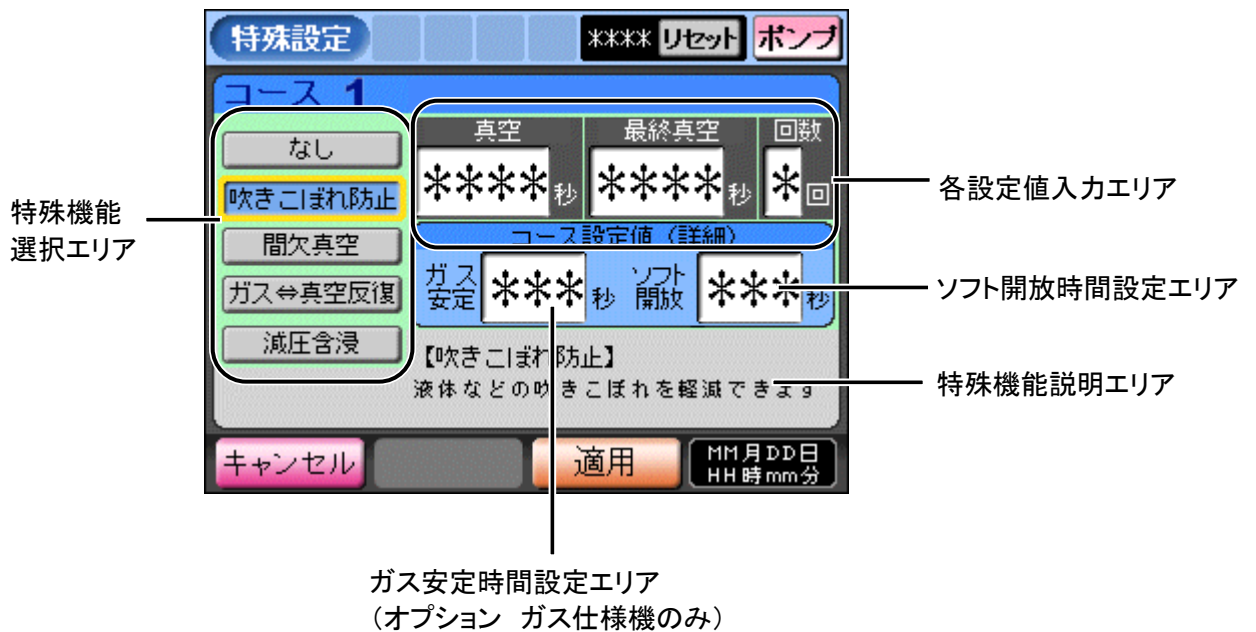 特殊設定 **** リセット ポンプ
コース 1
なし
吹きこぼれ防止
間欠真空
ガス⇔真空反復
減圧含浸
真空 最終真空 回数
**** 秒 **** 秒 * 回
コース設定値（詳細）
ガス安定 *** 秒 ソフト開放 *** 秒
【吹きこぼれ防止】
液体などの吹きこぼれを軽減できます
キャンセル 適用 MM月DD日
HH時mm分
特殊機能
選択エリア
各設定値入力エリア
ソフト開放時間設定エリア
特殊機能説明エリア
ガス安定時間設定エリア
（オプション　ガス仕様機のみ）